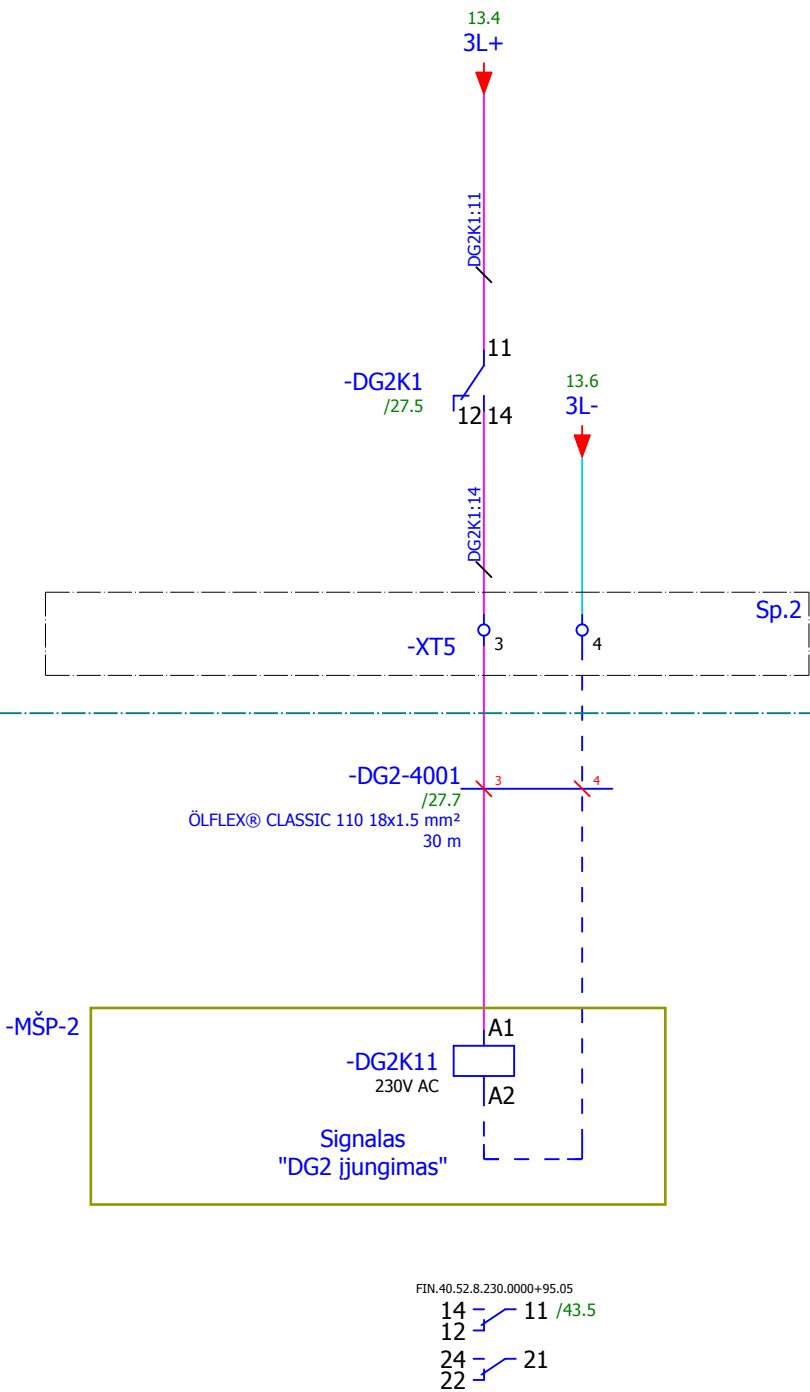 13.4
3L+
DG2K1:11
11
-DG2K1
/27.5
12 14
13.6
3L-
DG2K1:14
Sp.2
-XT5
3
4
-DG2-4001
3
4
/27.7
ÖLFLEX® CLASSIC 110 18x1.5 mm²
30 m
-MŠP-2
A1
-DG2K11
230V AC
A2
Signalas
"DG2 įjungimas"
FIN.40.52.8.230.0000+95.05
14 11 /43.5
12
24 21
22